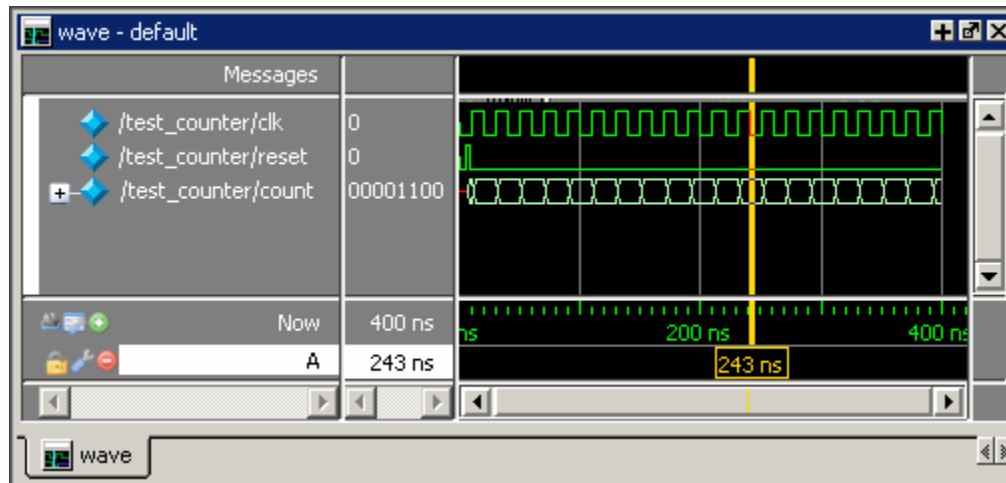 wave - default
Messages
/test_counter/clk 0
/test_counter/reset 0
/test_counter/count 00001100
Now 400 ns ns 200 ns 400 ns
A 243 ns 243 ns
wave